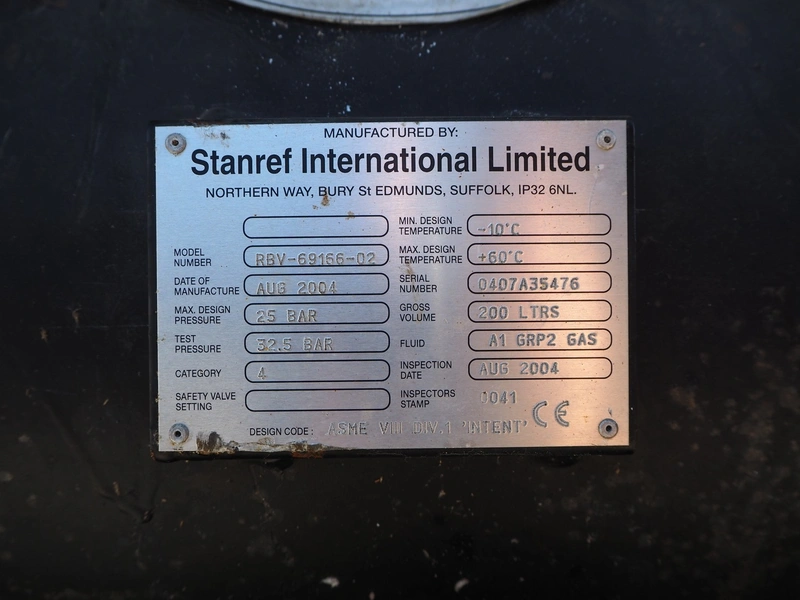 MANUFACTURED BY:
Stanref International Limited
NORTHERN WAY, BURY St EDMUNDS, SUFFOLK, IP32 6NL.
MIN. DESIGN TEMPERATURE -10°C
MODEL NUMBER RBV-69166-02
MAX. DESIGN TEMPERATURE +60°C
DATE OF MANUFACTURE AUG 2004
SERIAL NUMBER 0407A35476
MAX. DESIGN PRESSURE 25 BAR
GROSS VOLUME 200 LTRS
TEST PRESSURE 32.5 BAR
FLUID A1 GRP2 GAS
CATEGORY 4
INSPECTION DATE AUG 2004
SAFETY VALVE SETTING
INSPECTORS STAMP 0041
CE
DESIGN CODE: ASME VIII DIV.1 'INTENT'